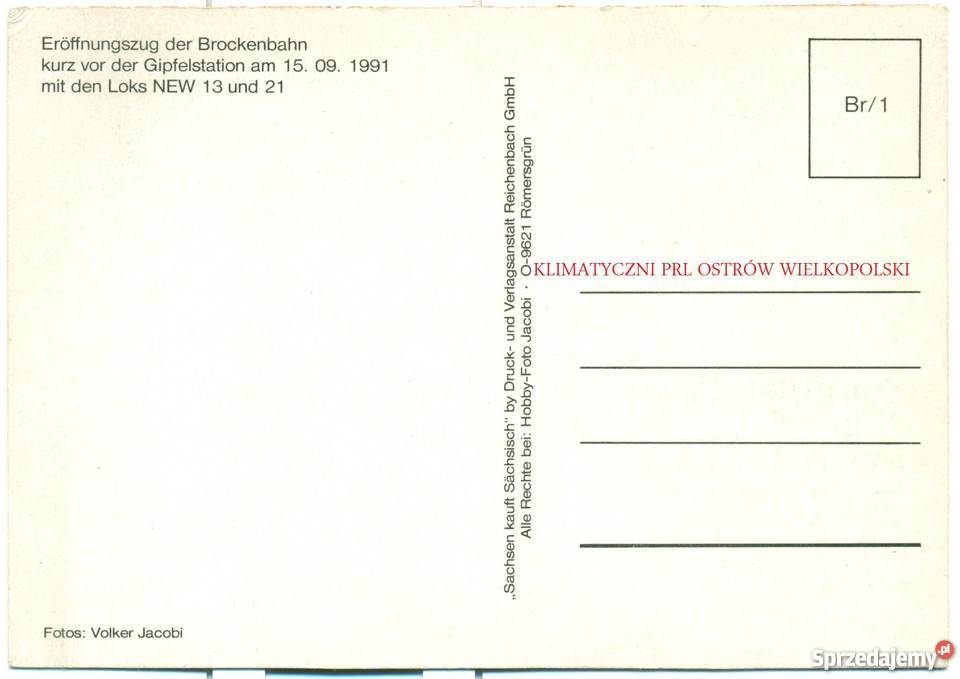 Eröffnungszug der Brockenbahn
kurz vor der Gipfelstation am 15. 09. 1991
mit den Loks NEW 13 und 21
Br/1
„Sachsen kauft Sächsisch“ by Druck- und Verlagsanstalt Reichenbach GmbH
Alle Rechte bei: Hobby-Foto Jacobi · O-9621 Römersgrün
KLIMATYCZNI PRL OSTRÓW WIELKOPOLSKI
Fotos: Volker Jacobi
Sprzedajemy.pl